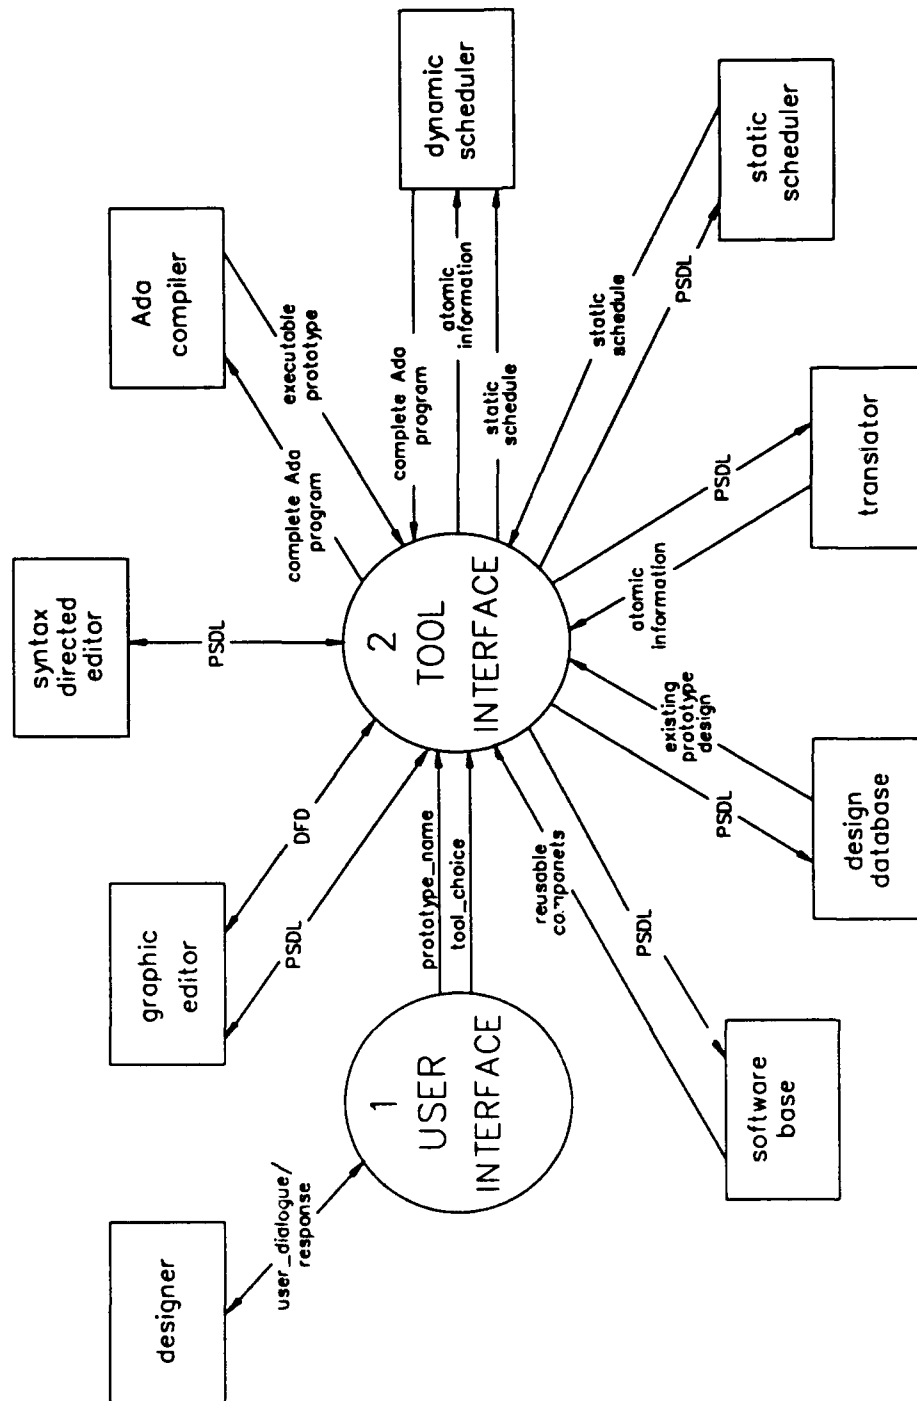 designer
user_dialogue/
response
1
USER
INTERFACE
graphic
editor
DFD
PSDL
prototype_name
tool_choice
syntax
directed
editor
PSDL
2
TOOL
INTERFACE
Ada
compiler
complete Ada
program
executable
prototype
dynamic
scheduler
complete Ada
program
atomic
information
static
schedule
static
scheduler
static
schedule
PSDL
translator
PSDL
atomic
information
design
database
existing
prototype
design
PSDL
software
base
reusable
componets
PSDL